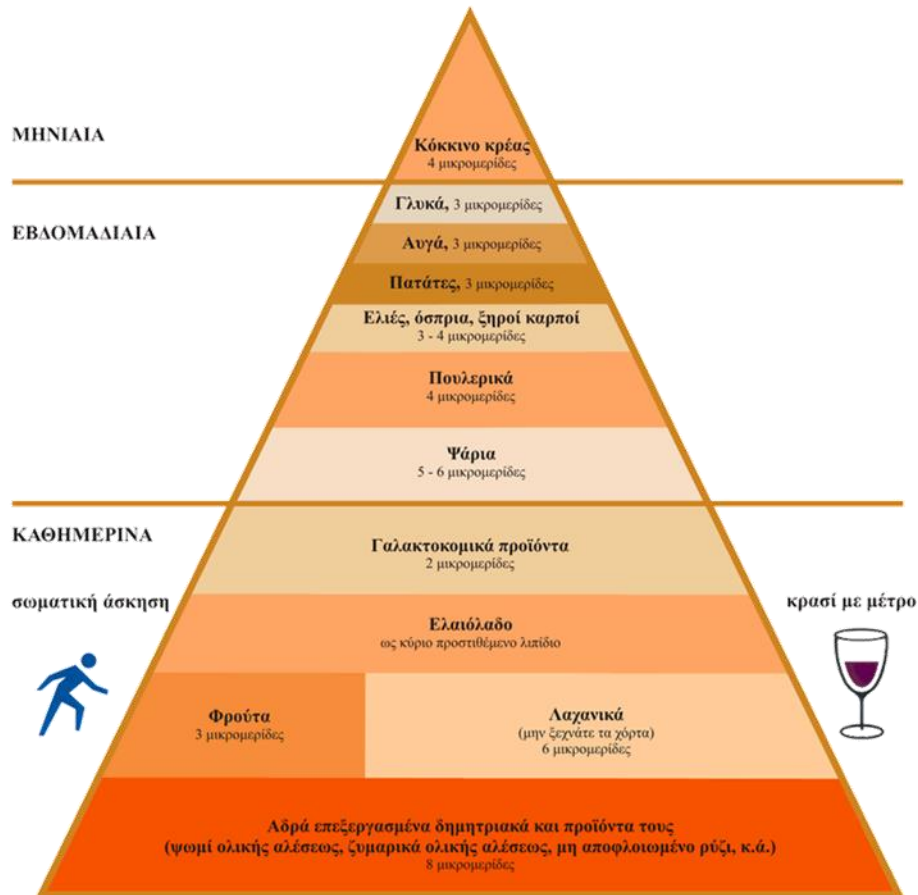 ΜΗΝΙΑΙΑ
Κόκκινο κρέας
4 μικρομερίδες
ΕΒΔΟΜΑΔΙΑΙΑ
Γλυκά, 3 μικρομερίδες
Αυγά, 3 μικρομερίδες
Πατάτες, 3 μικρομερίδες
Ελιές, όσπρια, ξηροί καρποί
3 - 4 μικρομερίδες
Πουλερικά
4 μικρομερίδες
Ψάρια
5 - 6 μικρομερίδες
ΚΑΘΗΜΕΡΙΝΑ
Γαλακτοκομικά προϊόντα
2 μικρομερίδες
σωματική άσκηση
κρασί με μέτρο
Ελαιόλαδο
ως κύριο προστιθέμενο λιπίδιο
Φρούτα
3 μικρομερίδες
Λαχανικά
(μην ξεχνάτε τα χόρτα)
6 μικρομερίδες
Αδρά επεξεργασμένα δημητριακά και προϊόντα τους
(ψωμί ολικής αλέσεως, ζυμαρικά ολικής αλέσεως, μη αποφλοιωμένο ρύζι, κ.ά.)
8 μικρομερίδες